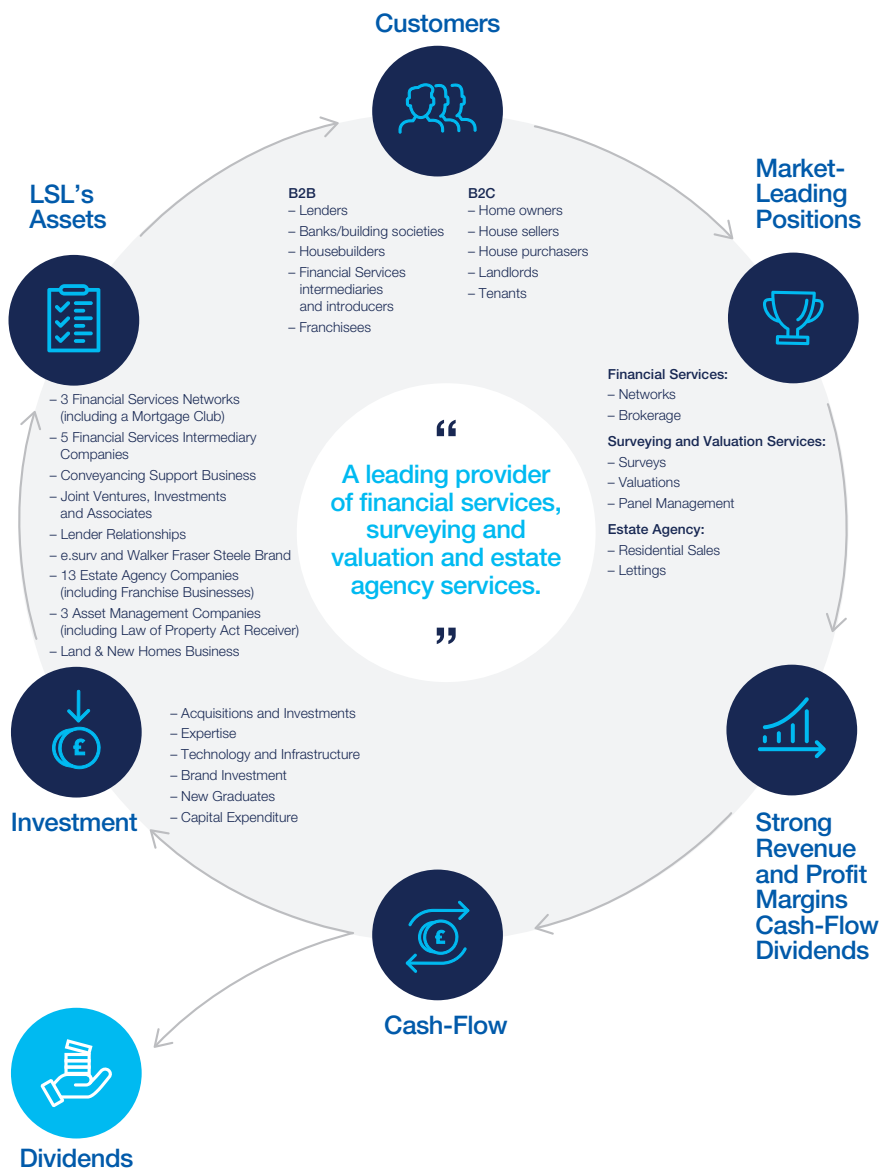 Customers
B2B
– Lenders
– Banks/building societies
– Housebuilders
– Financial Services
intermediaries
and introducers
– Franchisees
B2C
– Home owners
– House sellers
– House purchasers
– Landlords
– Tenants
Market-
Leading
Positions
Financial Services:
– Networks
– Brokerage
Surveying and Valuation Services:
– Surveys
– Valuations
– Panel Management
Estate Agency:
– Residential Sales
– Lettings
Strong
Revenue
and Profit
Margins
Cash-Flow
Dividends
£
Cash-Flow
Dividends
£
Investment
– Acquisitions and Investments
– Expertise
– Technology and Infrastructure
– Brand Investment
– New Graduates
– Capital Expenditure
LSL's
Assets
– 3 Financial Services Networks
(including a Mortgage Club)
– 5 Financial Services Intermediary
Companies
– Conveyancing Support Business
– Joint Ventures, Investments
and Associates
– Lender Relationships
– e.surv and Walker Fraser Steele Brand
– 13 Estate Agency Companies
(including Franchise Businesses)
– 3 Asset Management Companies
(including Law of Property Act Receiver)
– Land & New Homes Business
“
A leading provider
of financial services,
surveying and
valuation and estate
agency services.
”